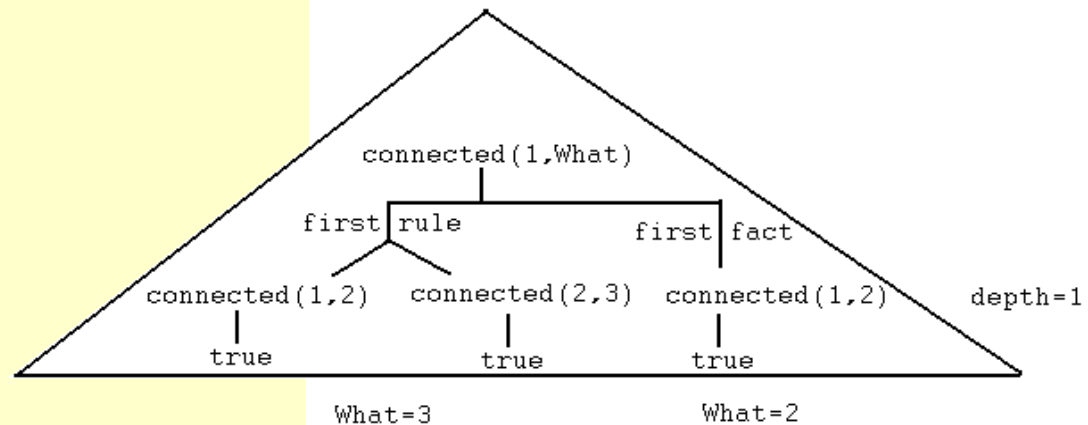 connected(1,What)
first rule
first fact
connected(1,2)
connected(2,3)
connected(1,2)
depth=1
true
true
true
What=3
What=2